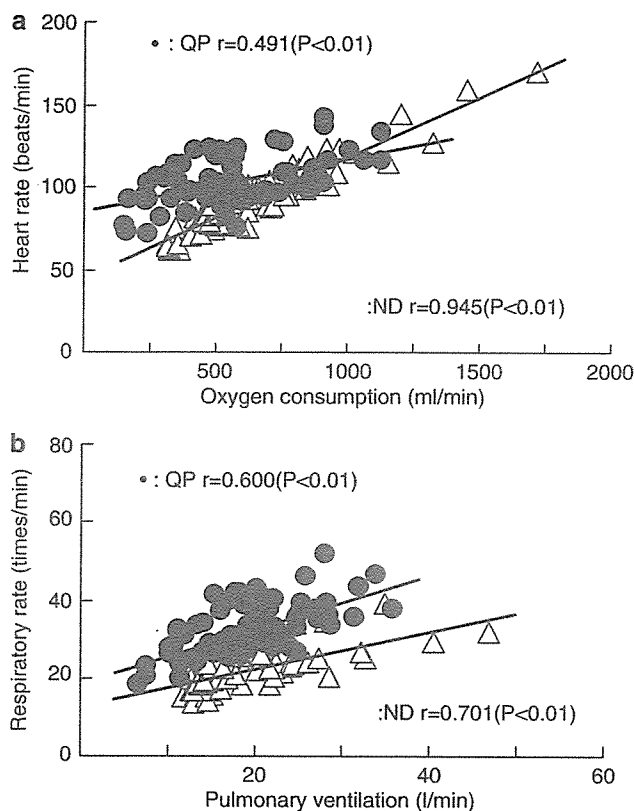 a
200
• : QP r=0.491(P<0.01)
150
100
50
0
Heart rate (beats/min)
:ND r=0.945(P<0.01)
500
1000
1500
2000
Oxygen consumption (ml/min)
b
80
• : QP r=0.600(P<0.01)
60
40
20
0
Respiratory rate (times/min)
:ND r=0.701(P<0.01)
20
40
60
Pulmonary ventilation (l/min)